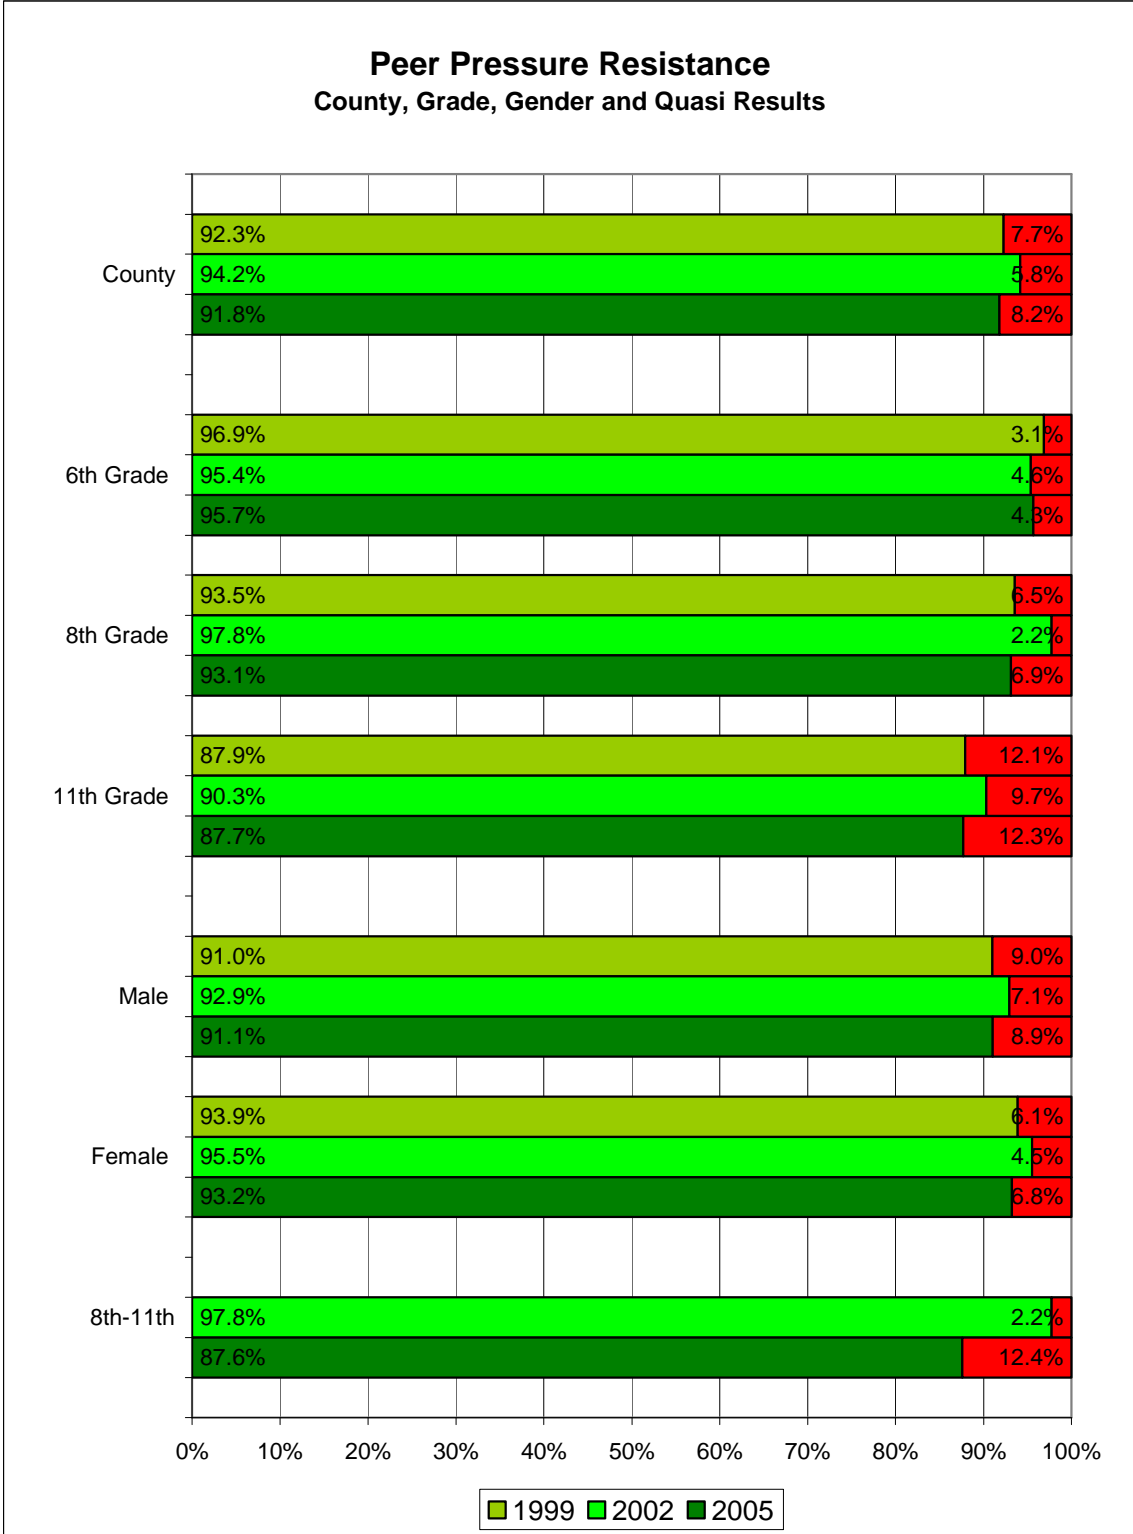 Peer Pressure Resistance
County, Grade, Gender and Quasi Results
92.3% 7.7%
County 94.2% 5.8%
91.8% 8.2%
96.9% 3.1%
6th Grade 95.4% 4.6%
95.7% 4.3%
93.5% 6.5%
8th Grade 97.8% 2.2%
93.1% 6.9%
87.9% 12.1%
11th Grade 90.3% 9.7%
87.7% 12.3%
91.0% 9.0%
Male 92.9% 7.1%
91.1% 8.9%
93.9% 6.1%
Female 95.5% 4.5%
93.2% 6.8%
8th-11th 97.8% 2.2%
87.6% 12.4%
0% 10% 20% 30% 40% 50% 60% 70% 80% 90% 100%
1999 2002 2005